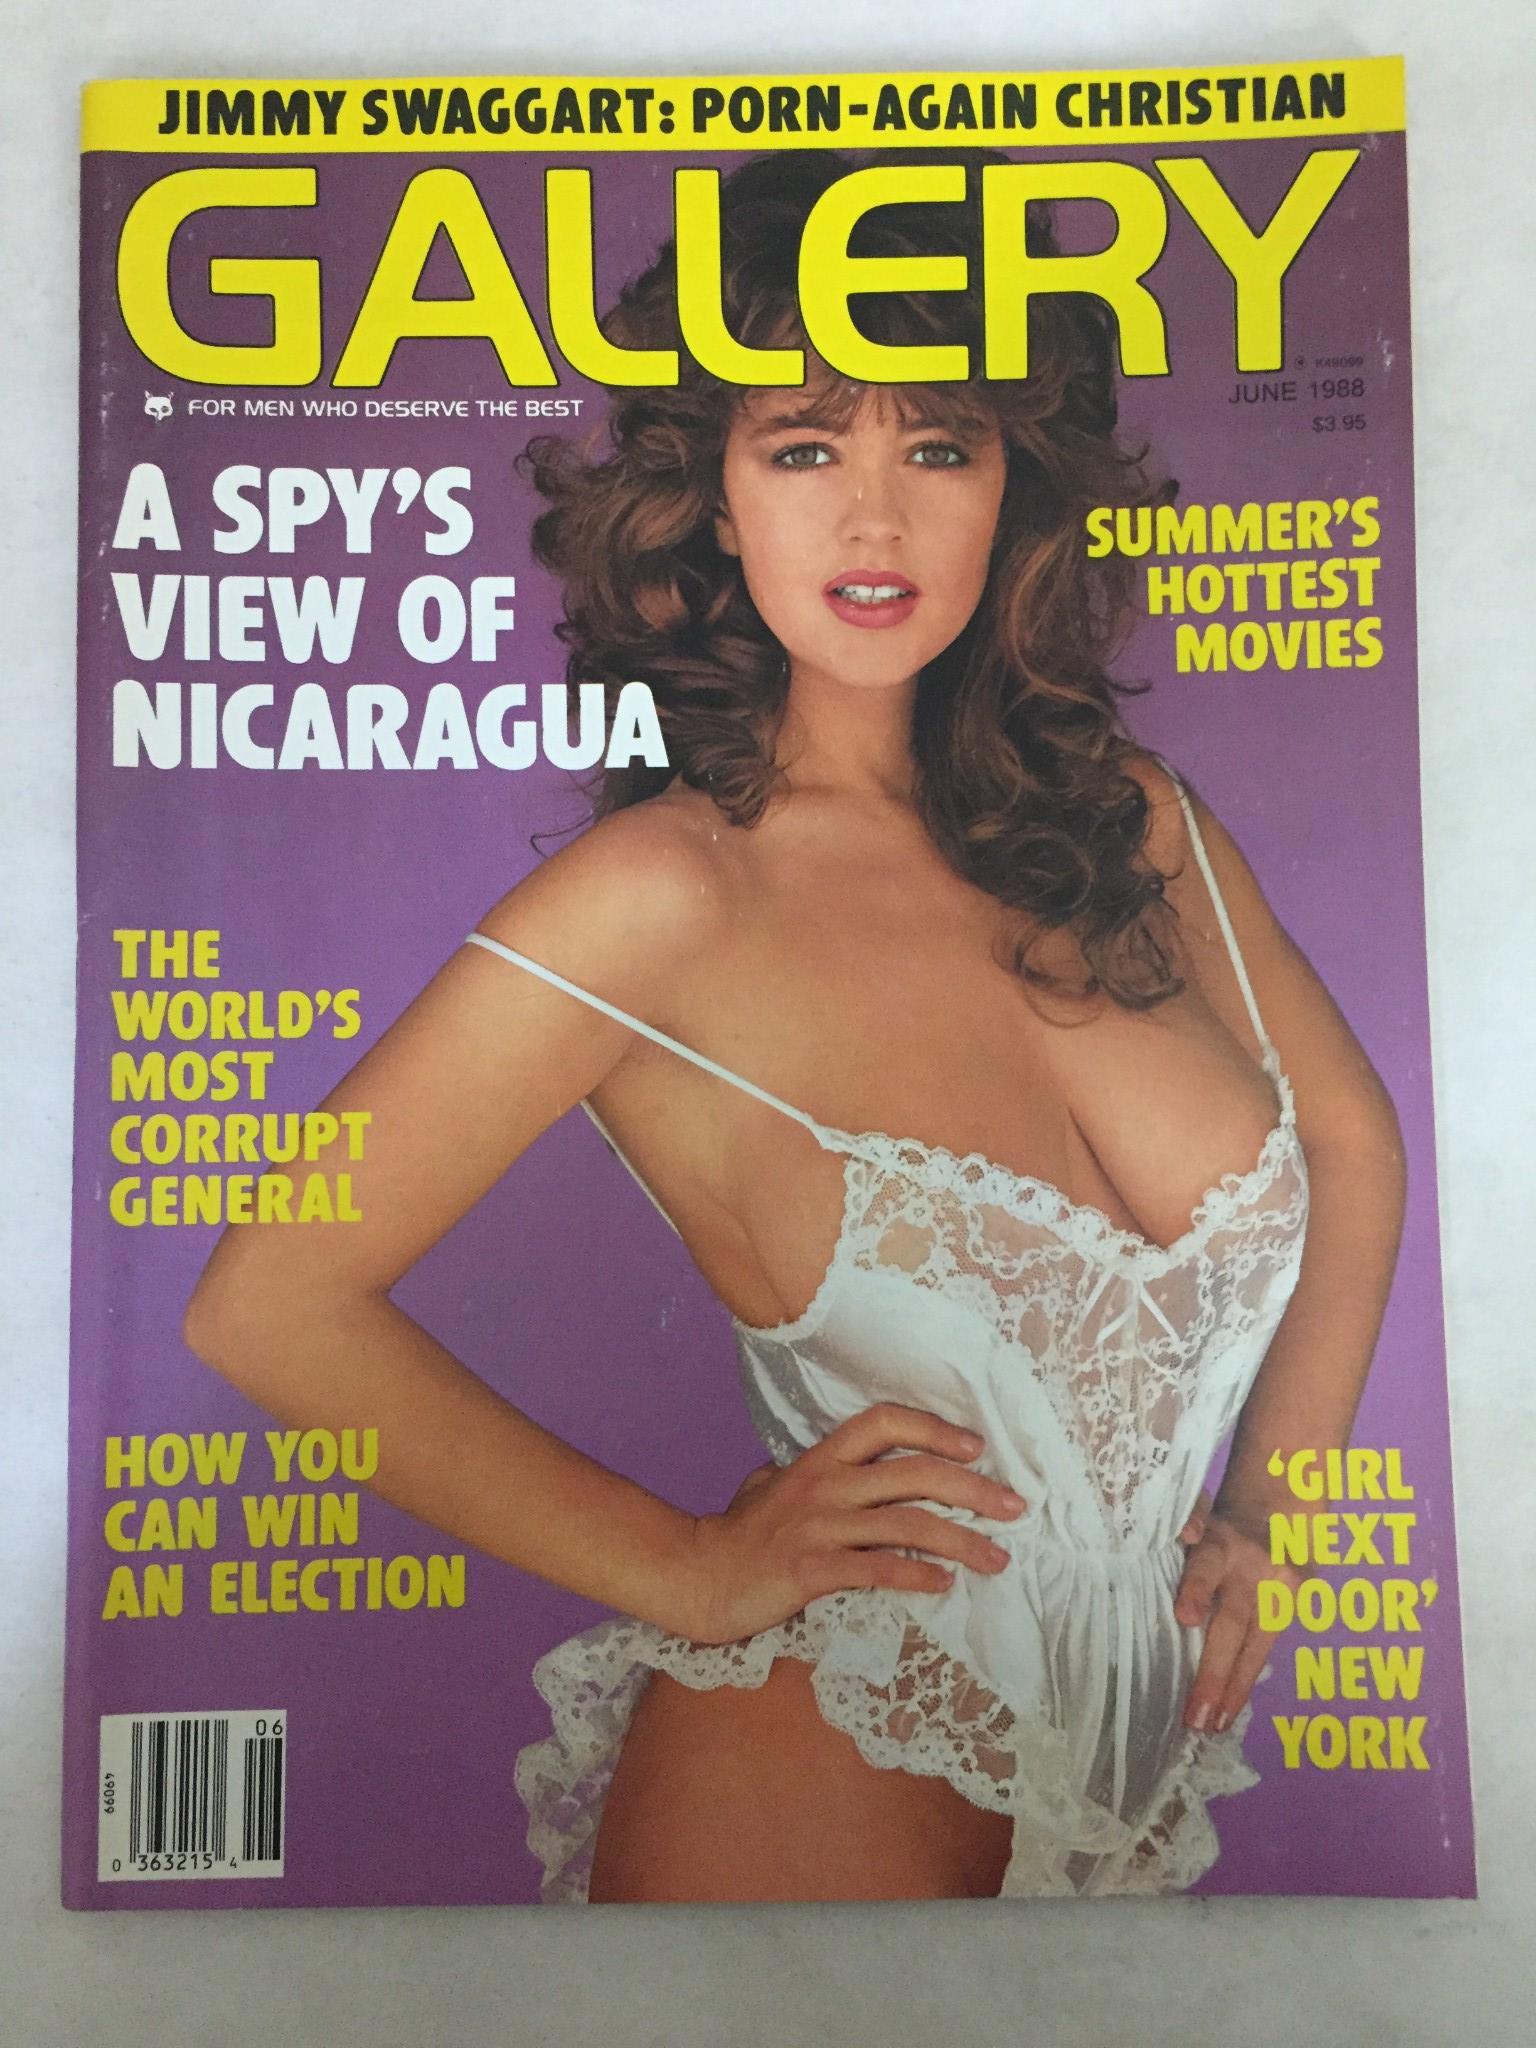 JIMMY SWAGGART: PORN-AGAIN CHRISTIAN
GALLERY
K48099
FOR MEN WHO DESERVE THE BEST
JUNE 1988
$3.95
A SPY'S
VIEW OF
NICARAGUA
SUMMER'S
HOTTEST
MOVIES
THE
WORLD'S
MOST
CORRUPT
GENERAL
HOW YOU
CAN WIN
AN ELECTION
'GIRL
NEXT
DOOR'
NEW
YORK
06
49099
0 363215 4